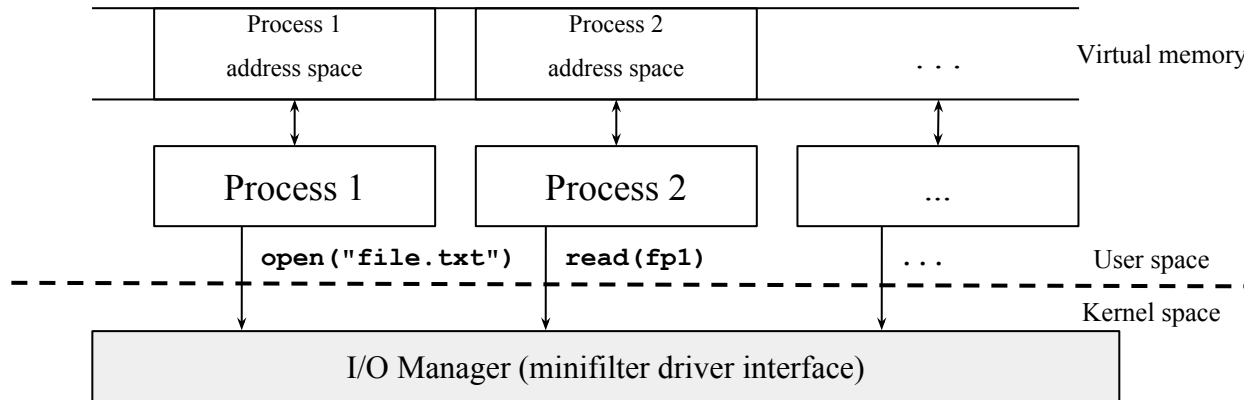 Process 1
address space
Process 2
address space
. . .
Virtual memory
Process 1
Process 2
...
open("file.txt")
read(fp1)
...
User space
Kernel space
I/O Manager (minifilter driver interface)